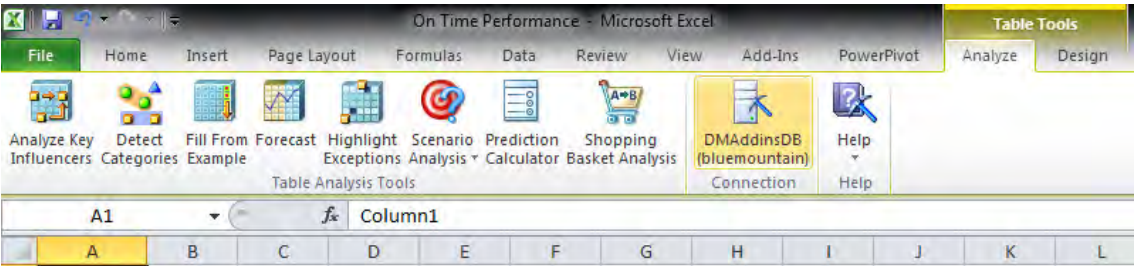 On Time Performance - Microsoft Excel
Table Tools
File Home Insert Page Layout Formulas Data Review View Add-Ins PowerPivot Analyze Design
A➔B
Analyze Key Detect Fill From Forecast Highlight Scenario Prediction Shopping DMAddinsDB Help
Influencers Categories Example Exceptions Analysis Calculator Basket Analysis (bluemountain)
Table Analysis Tools Connection Help
A1 fx Column1
A B C D E F G H I J K L